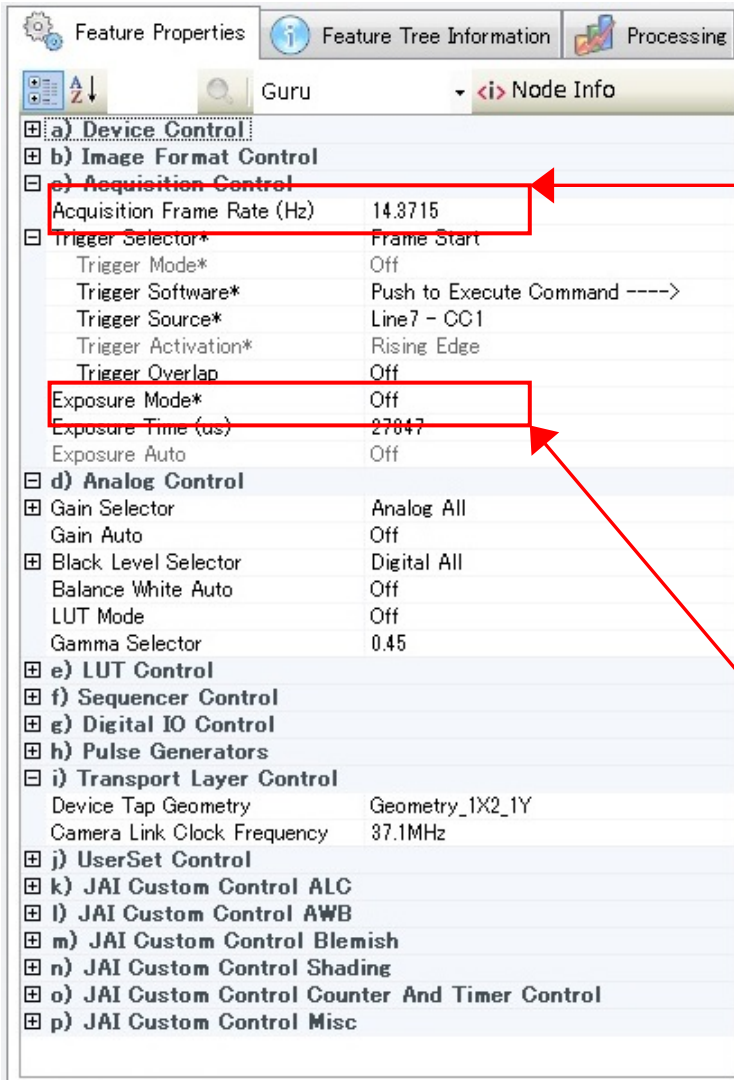 Feature Properties Feature Tree Information Processing
Guru <i> Node Info
a) Device Control
b) Image Format Control
c) Acquisition Control
Acquisition Frame Rate (Hz) 14.3715
Trigger Selector* Frame Start
Trigger Mode* Off
Trigger Software* Push to Execute Command ---->
Trigger Source* Line7 - CC1
Trigger Activation* Rising Edge
Trigger Overlap Off
Exposure Mode* Off
Exposure Time (us) 27847
Exposure Auto Off
d) Analog Control
Gain Selector Analog All
Gain Auto Off
Black Level Selector Digital All
Balance White Auto Off
LUT Mode Off
Gamma Selector 0.45
e) LUT Control
f) Sequencer Control
g) Digital IO Control
h) Pulse Generators
i) Transport Layer Control
Device Tap Geometry Geometry_1X2_1Y
Camera Link Clock Frequency 37.1MHz
j) UserSet Control
k) JAI Custom Control ALC
l) JAI Custom Control AWB
m) JAI Custom Control Blemish
n) JAI Custom Control Shading
o) JAI Custom Control Counter And Timer Control
p) JAI Custom Control Misc